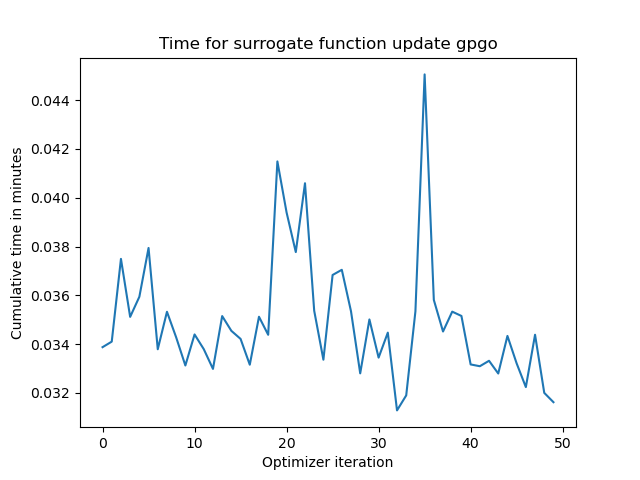 Time for surrogate function update gpgo
Cumulative time in minutes
0.044
0.042
0.040
0.038
0.036
0.034
0.032
0 10 20 30 40 50
Optimizer iteration